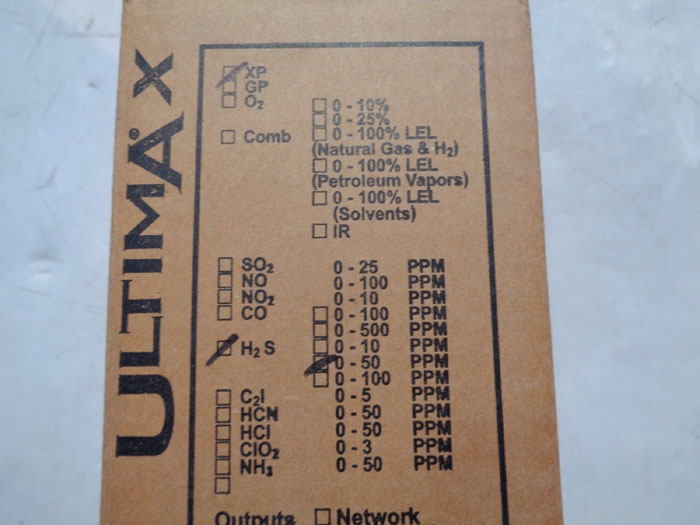 ULTIMA® X
XP
GP
O₂ ☐ 0 - 10%
☐ 0 - 25%
☐ Comb ☐ 0 - 100% LEL
(Natural Gas & H₂)
☐ 0 - 100% LEL
(Petroleum Vapors)
☐ 0 - 100% LEL
(Solvents)
☐ IR
☐ SO₂ 0 - 25 PPM
☐ NO 0 - 100 PPM
☐ NO₂ 0 - 10 PPM
☐ CO ☐ 0 - 100 PPM
☐ 0 - 500 PPM
H₂S ☐ 0 - 10 PPM
0 - 50 PPM
☐ 0 - 100 PPM
☐ C₂l 0 - 5 PPM
☐ HCN 0 - 50 PPM
☐ HCl 0 - 50 PPM
☐ ClO₂ 0 - 3 PPM
☐ NH₃ 0 - 50 PPM
☐
Outputs ☐ Network